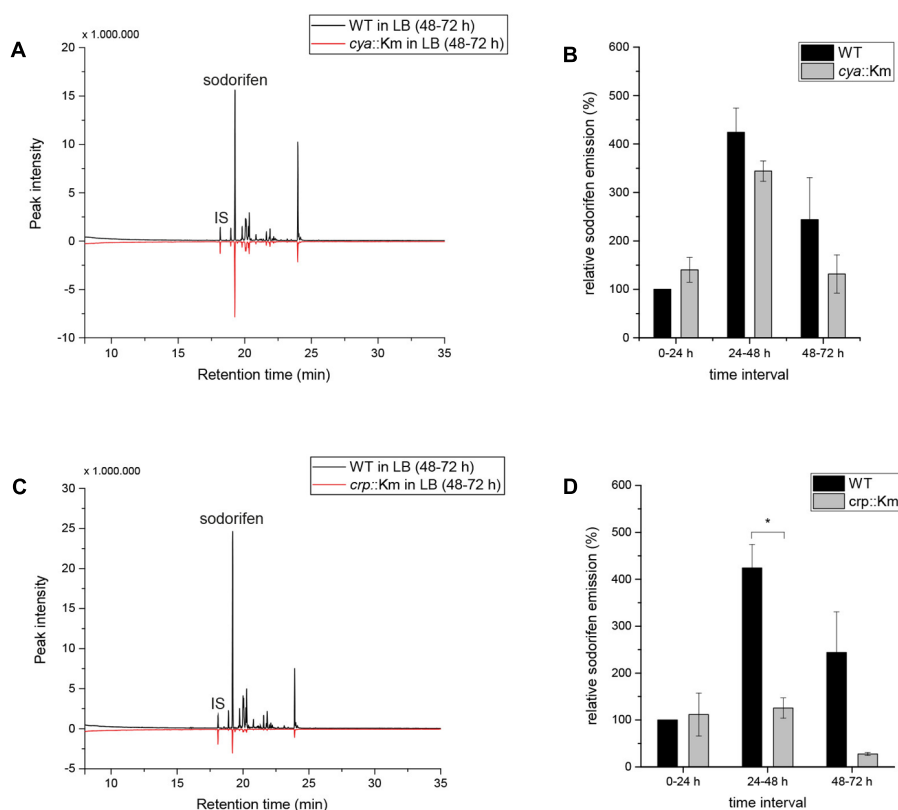 A
x 1.000.000
WT in LB (48-72 h)
cya::Km in LB (48-72 h)
20
15
10
5
0
-5
-10
Peak intensity
sodorifen
IS
10 15 20 25 30 35
Retention time (min)
B
WT
cya::Km
600
500
400
300
200
100
0
relative sodorifen emission (%)
0-24 h 24-48 h 48-72 h
time interval
C
x 1.000.000
WT in LB (48-72 h)
crp::Km in LB (48-72 h)
30
25
20
15
10
5
0
-5
Peak intensity
sodorifen
IS
10 15 20 25 30 35
Retention time (min)
D
WT
crp::Km
600
500
400
300
200
100
0
relative sodorifen emission (%)
*
0-24 h 24-48 h 48-72 h
time interval